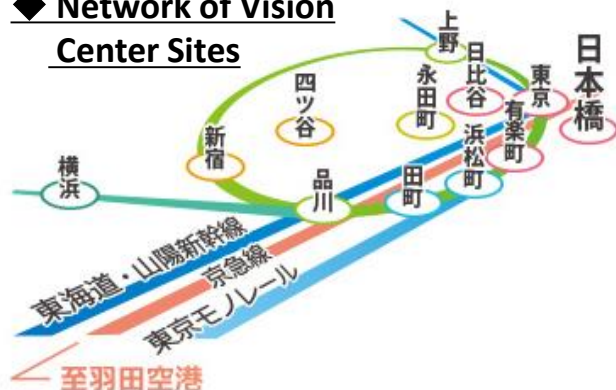 ◆ Network of Vision
Center Sites
上野
日比谷
東京
日本橋
四ツ谷
永田町
有楽町
新宿
浜松町
横浜
品川
田町
東海道・山陽新幹線
京急線
東京モノレール
至羽田空港